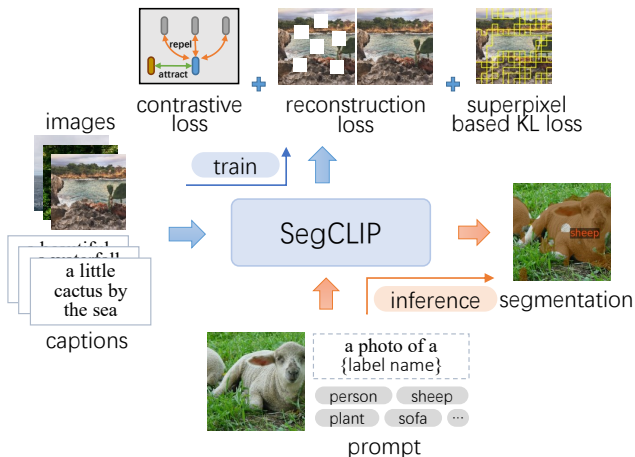 repel
attract
contrastive
loss
reconstruction
loss
superpixel
based KL loss
images
train
SegCLIP
a little
cactus by
the sea
captions
sheep
inference
segmentation
a photo of a
{label name}
person
sheep
plant
sofa
...
prompt